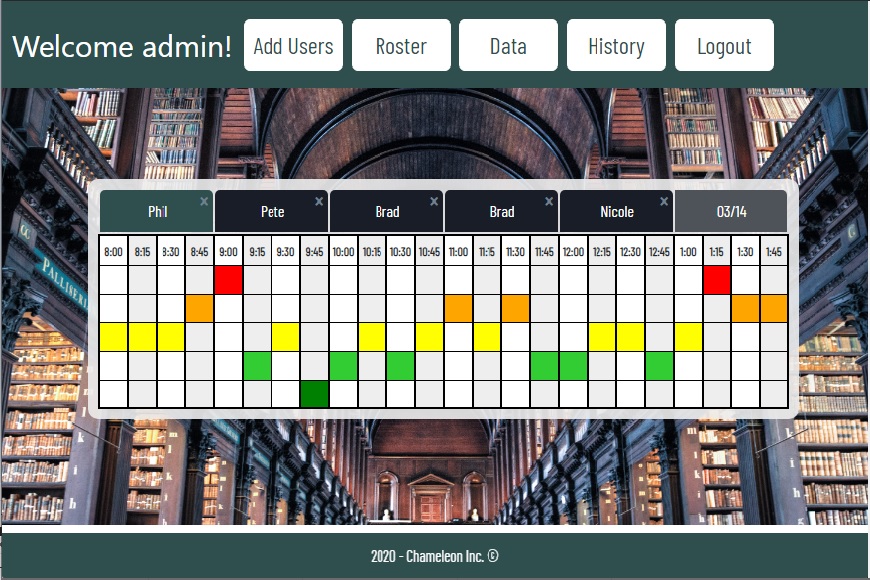 Welcome admin! Add Users Roster Data History Logout
Phil x Pete x Brad x Brad x Nicole x 03/14
8:00 8:15 8:30 8:45 9:00 9:15 9:30 9:45 10:00 10:15 10:30 10:45 11:00 11:15 11:30 11:45 12:00 12:15 12:30 12:45 1:00 1:15 1:30 1:45
CC
G
PALLISER
k
i
h
m
l
k
i
h
k
i
h
2020 - Chameleon Inc. ©